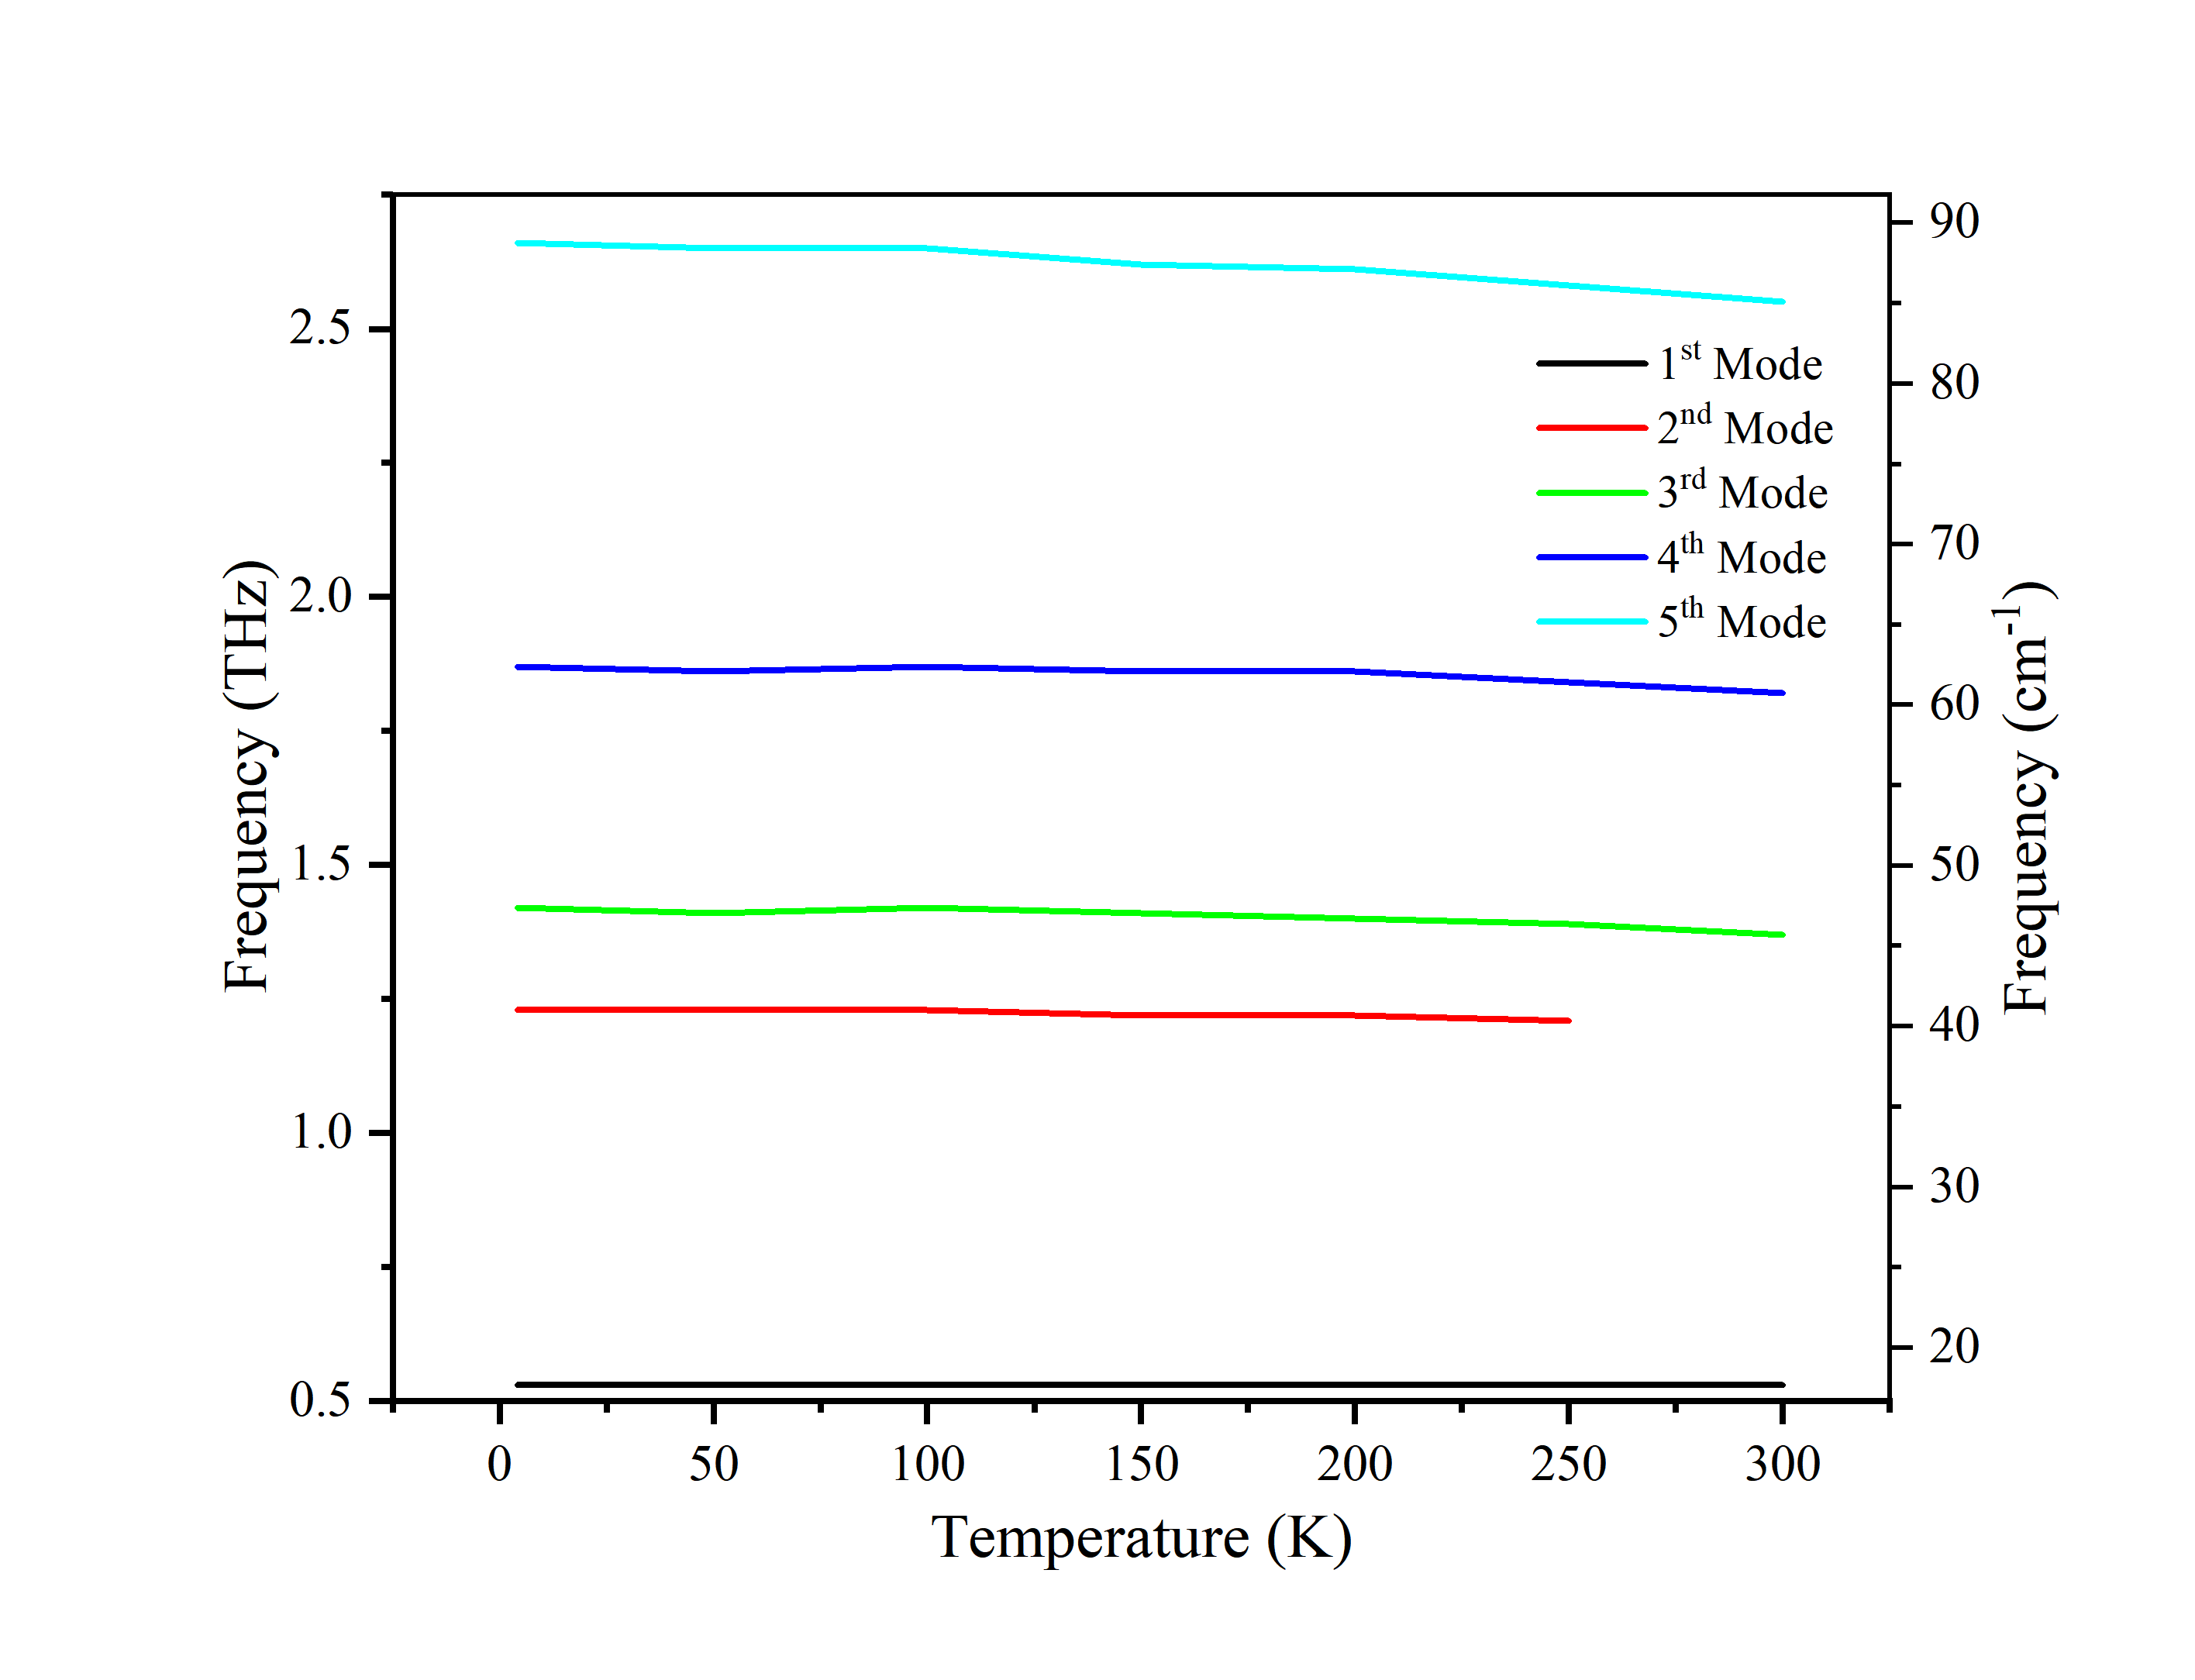 Frequency (THz)
2.5
2.0
1.5
1.0
0.5
1st Mode
2nd Mode
3rd Mode
4th Mode
5th Mode
90
80
70
60
50
40
30
20
Frequency (cm-1)
0 50 100 150 200 250 300
Temperature (K)